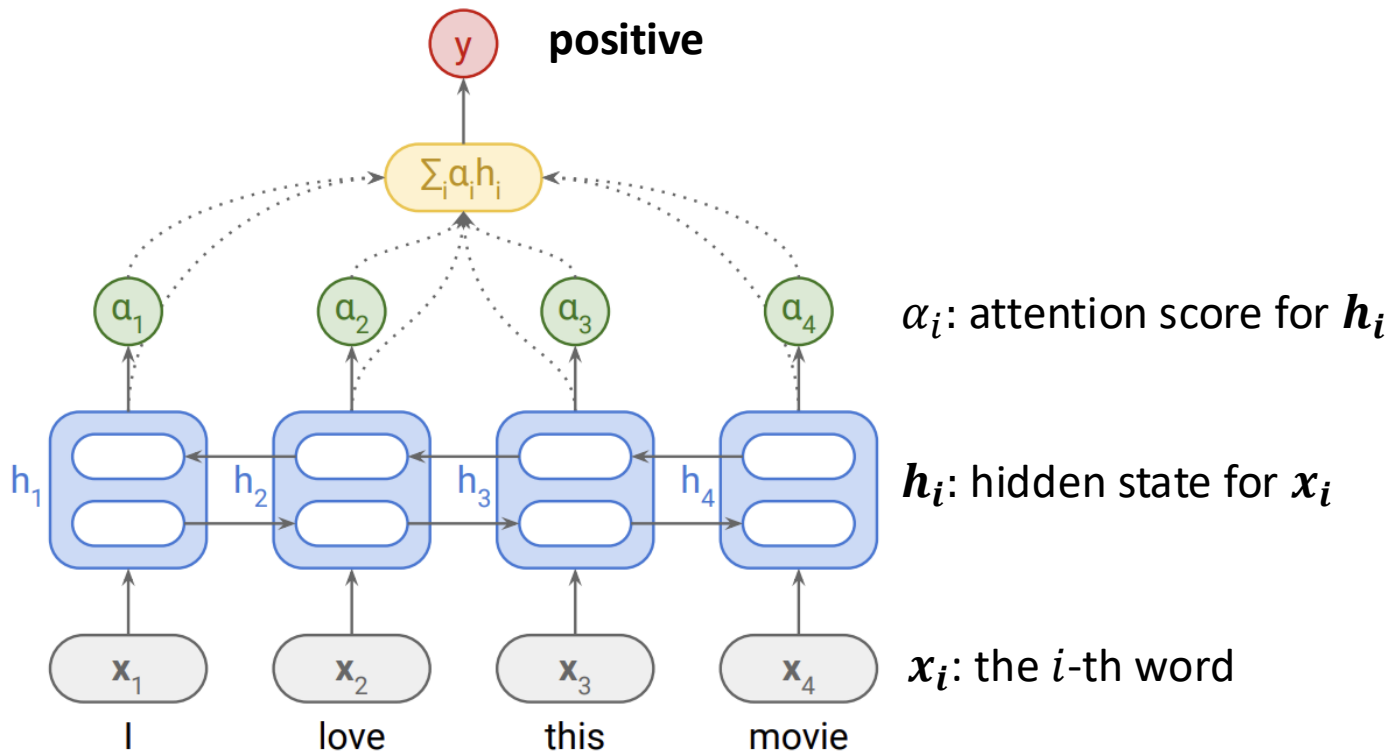 y positive
∑ᵢαᵢhᵢ
α₁ α₂ α₃ α₄ αᵢ: attention score for hᵢ
h₁ h₂ h₃ h₄ hᵢ: hidden state for xᵢ
x₁ x₂ x₃ x₄ xᵢ: the i-th word
I love this movie